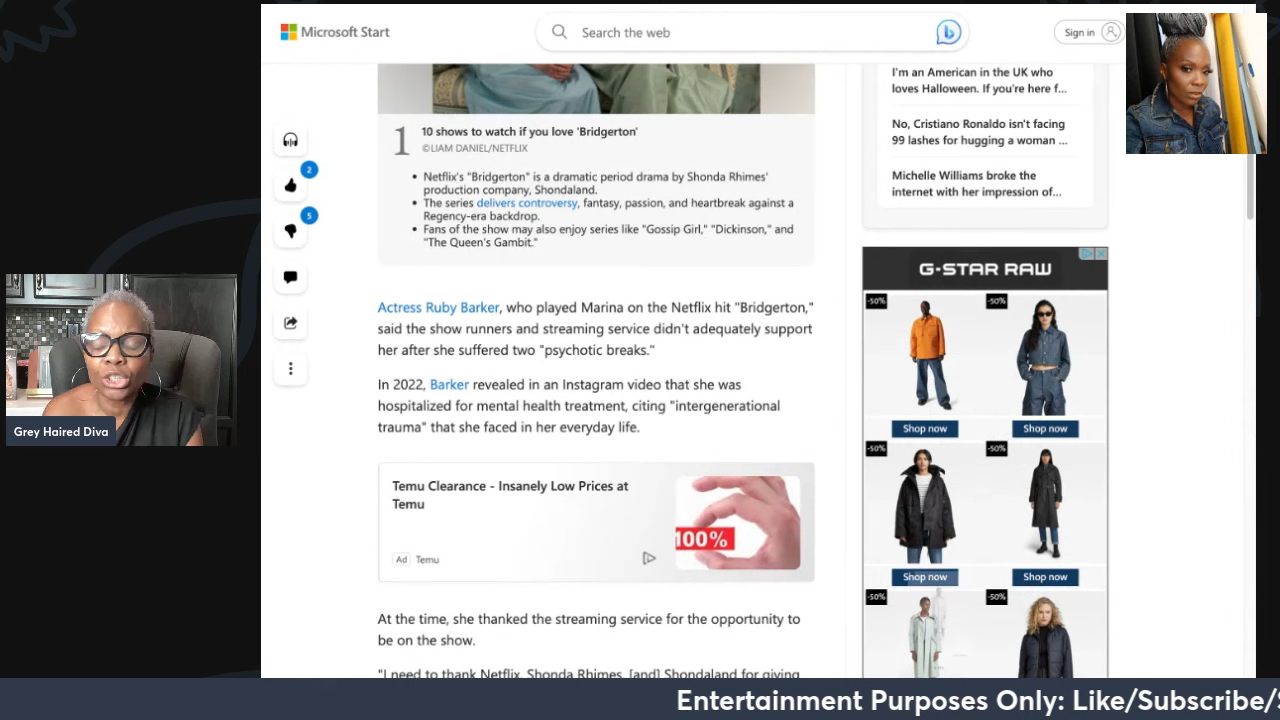 Microsoft Start
Search the web
Sign in
1
10 shows to watch if you love 'Bridgerton'
©LIAM DANIEL/NETFLIX
• Netflix's "Bridgerton" is a dramatic period drama by Shonda Rhimes'
production company, Shondaland.
• The series delivers controversy, fantasy, passion, and heartbreak against a
Regency-era backdrop.
• Fans of the show may also enjoy series like "Gossip Girl," "Dickinson," and
"The Queen's Gambit."
2
5
Actress Ruby Barker, who played Marina on the Netflix hit "Bridgerton,"
said the show runners and streaming service didn't adequately support
her after she suffered two "psychotic breaks."
In 2022, Barker revealed in an Instagram video that she was
hospitalized for mental health treatment, citing "intergenerational
trauma" that she faced in her everyday life.
Temu Clearance - Insanely Low Prices at
Temu
Ad Temu
100%
At the time, she thanked the streaming service for the opportunity to
be on the show.
"I need to thank Netflix, Shonda Rhimes, [and] Shondaland for giving
I'm an American in the UK who
loves Halloween. If you're here f...
No, Cristiano Ronaldo isn't facing
99 lashes for hugging a woman ...
Michelle Williams broke the
internet with her impression of...
G-STAR RAW
-50%
-50%
Shop now
Shop now
-50%
-50%
Shop now
Shop now
-50%
-50%
Grey Haired Diva
Entertainment Purposes Only: Like/Subscribe/S